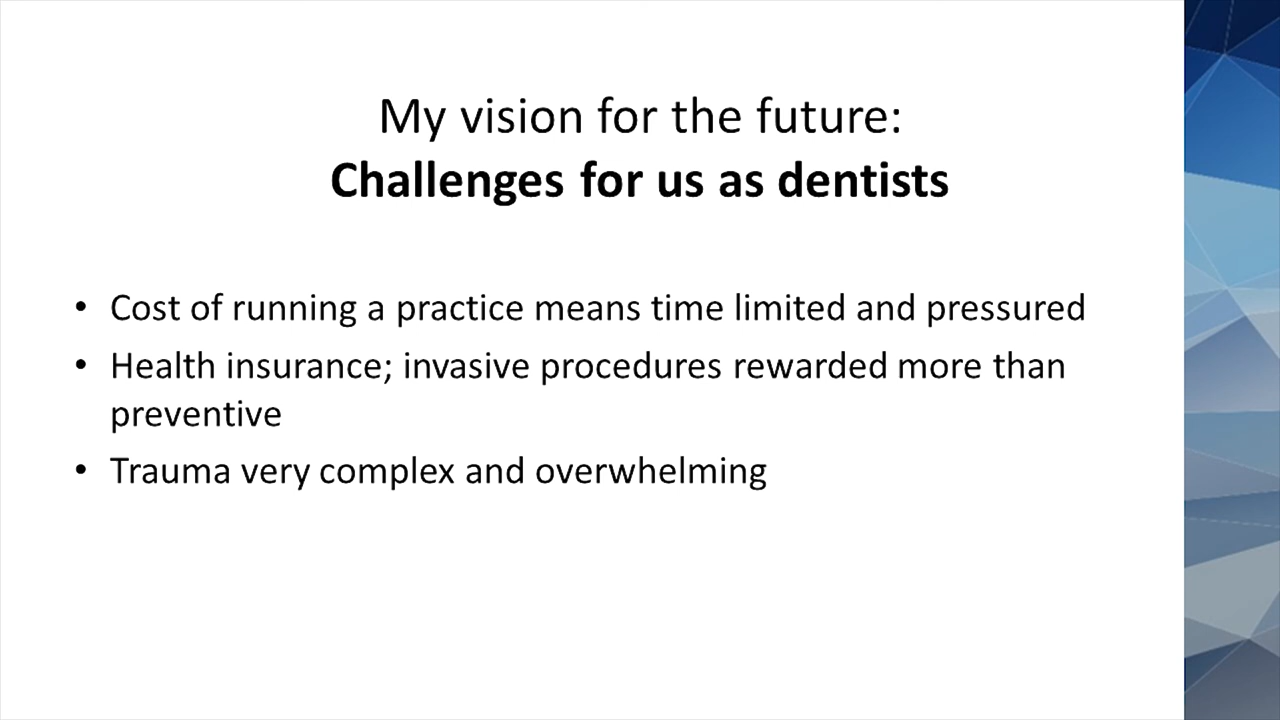 My vision for the future:
Challenges for us as dentists
• Cost of running a practice means time limited and pressured
• Health insurance; invasive procedures rewarded more than
preventive
• Trauma very complex and overwhelming